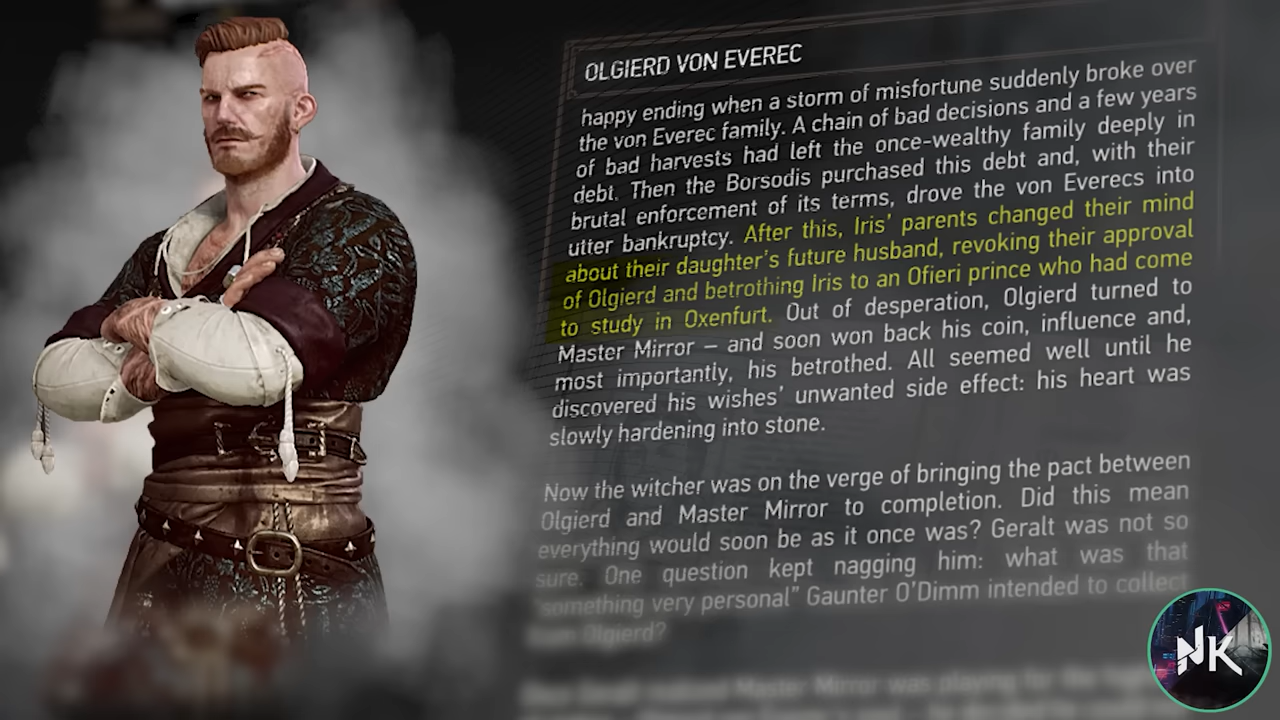 OLGIERD VON EVEREC
happy ending when a storm of misfortune suddenly broke over
the von Everec family. A chain of bad decisions and a few years
of bad harvests had left the once-wealthy family deeply in
debt. Then the Borsodis purchased this debt and, with their
brutal enforcement of its terms, drove the von Everecs into
utter bankruptcy. After this, Iris' parents changed their mind
about their daughter's future husband, revoking their approval
of Olgierd and betrothing Iris to an Ofieri prince who had come
to study in Oxenfurt. Out of desperation, Olgierd turned to
Master Mirror – and soon won back his coin, influence and,
most importantly, his betrothed. All seemed well until he
discovered his wishes' unwanted side effect: his heart was
slowly hardening into stone.
Now the witcher was on the verge of bringing the pact between
Olgierd and Master Mirror to completion. Did this mean
everything would soon be as it once was? Geralt was not so
sure. One question kept nagging him: what was that
"something very personal" Gaunter O'Dimm intended to collect
from Olgierd?
Master Mirror was playing for the
NK